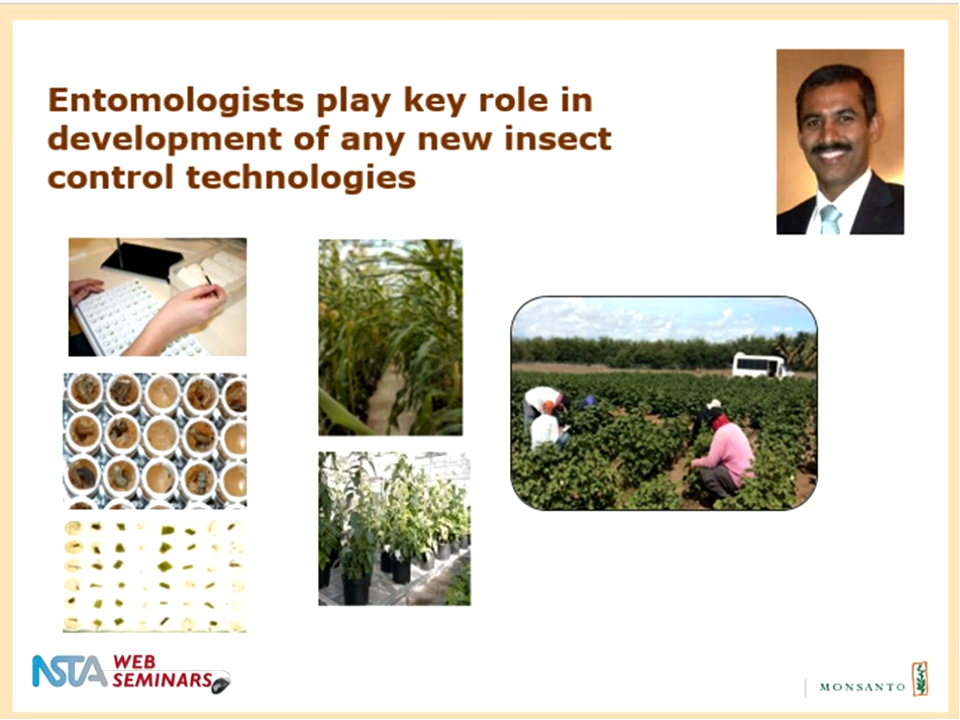 Entomologists play key role in
development of any new insect
control technologies
NSTA WEB
SEMINARS
MONSANTO